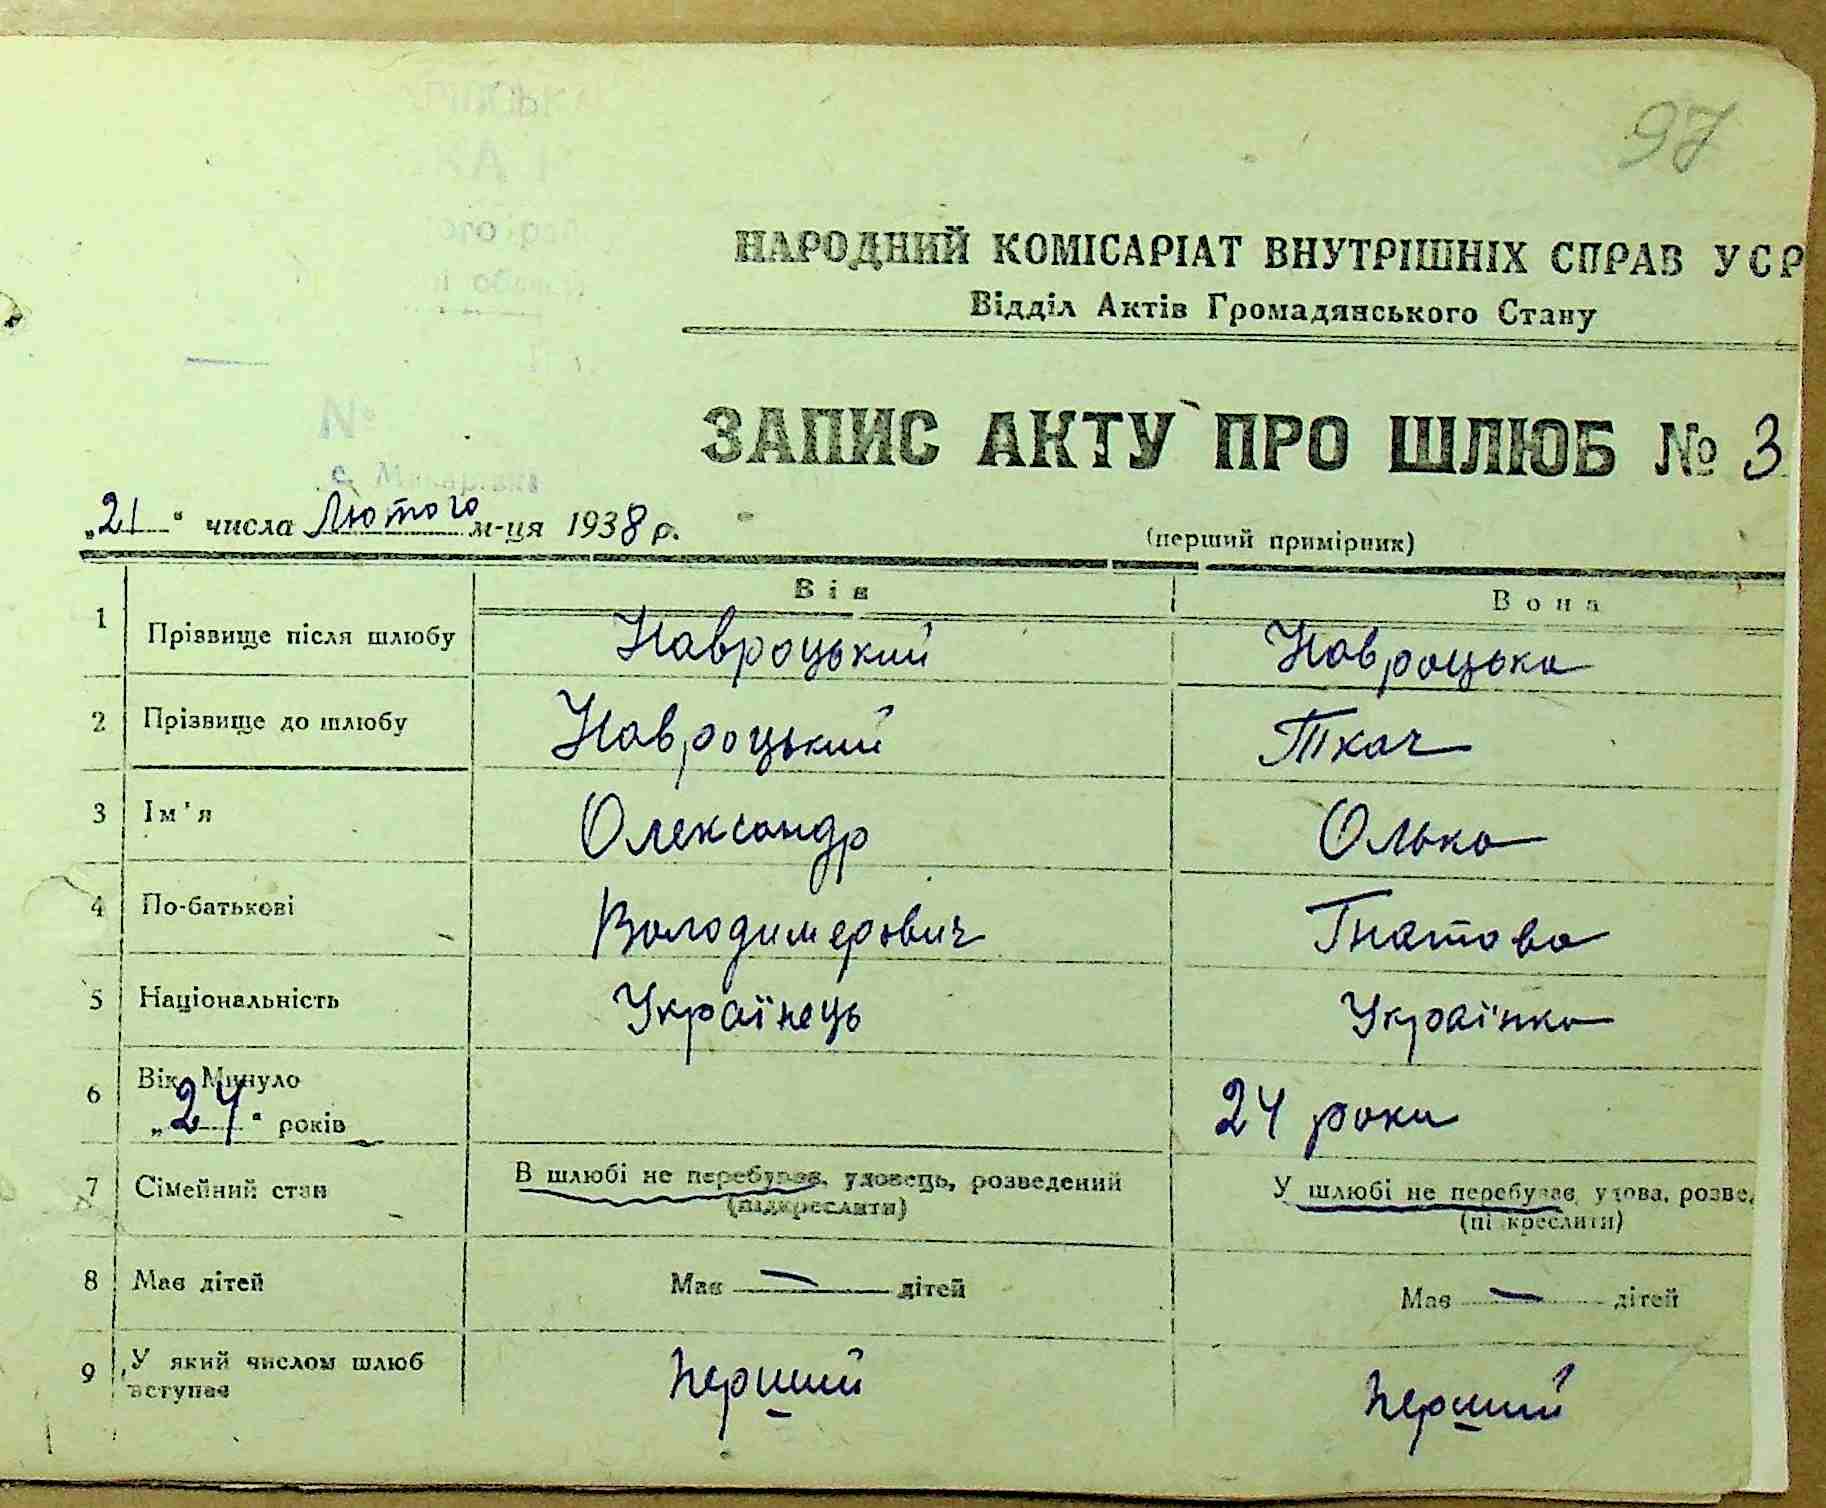 97
НАРОДНИЙ КОМІСАРІАТ ВНУТРІШНІХ СПРАВ УСР
Відділ Актів Громадянського Стану
ЗАПИС АКТУ ПРО ШЛЮБ № 3
№
с. Макарівка
„21“ числа Лютого м-ця 1938 р.
(перший примірник)
Він Вона
1 Прізвище після шлюбу Навроцький Навроцька
2 Прізвище до шлюбу Навроцький Ткач
3 Ім'я Олександр Олька
4 По-батькові Володимерович Гнатова
5 Національність Українець Українка
6 Вік. Минуло
„24“ років 24 роки
7 Сімейний стан В шлюбі не перебував, удовець, розведений У шлюбі не перебував, удова, розве.
(підкреслити) (підкреслити)
8 Має дітей Має — дітей Має — дітей
9 У який числом шлюб вступає перший перший